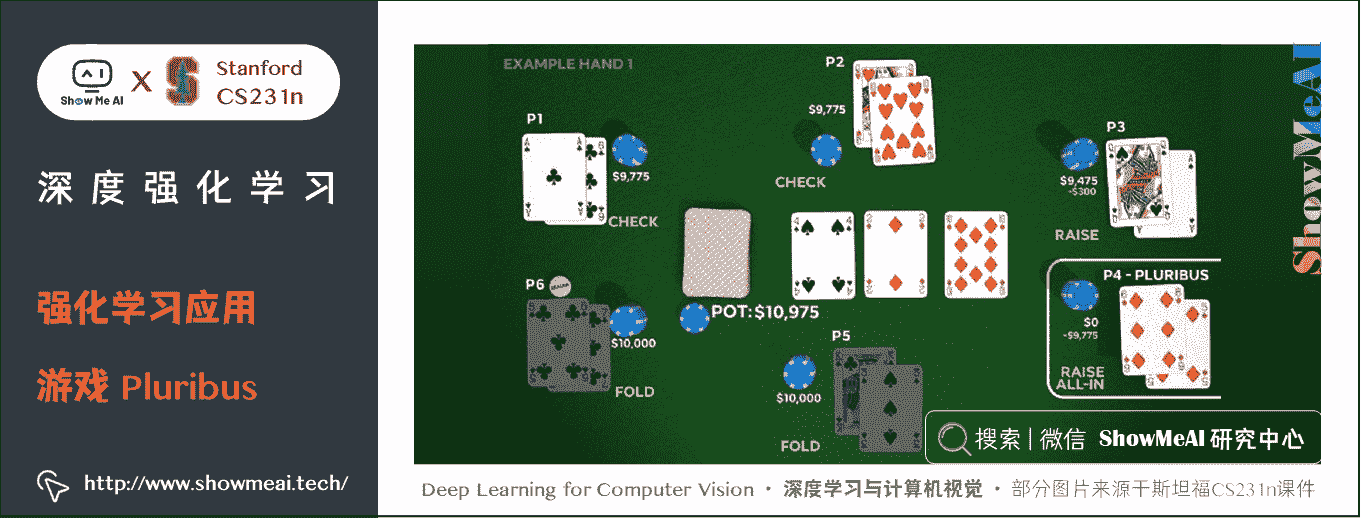 Show Me AI
X
Stanford
CS231n
深度强化学习
强化学习应用
游戏 Pluribus
http://www.showmeai.tech/
EXAMPLE HAND 1
P1
$9,775
CHECK
P2
$9,775
CHECK
P3
$9,475
-$300
RAISE
P4 - PLURIBUS
$0
-$9,775
RAISE
ALL-IN
P5
$10,000
FOLD
P6
$10,000
FOLD
POT: $10,975
ShowMeAI
搜索 | 微信 ShowMeAI 研究中心
Deep Learning for Computer Vision · 深度学习与计算机视觉 · 部分图片来源于斯坦福CS231n课件